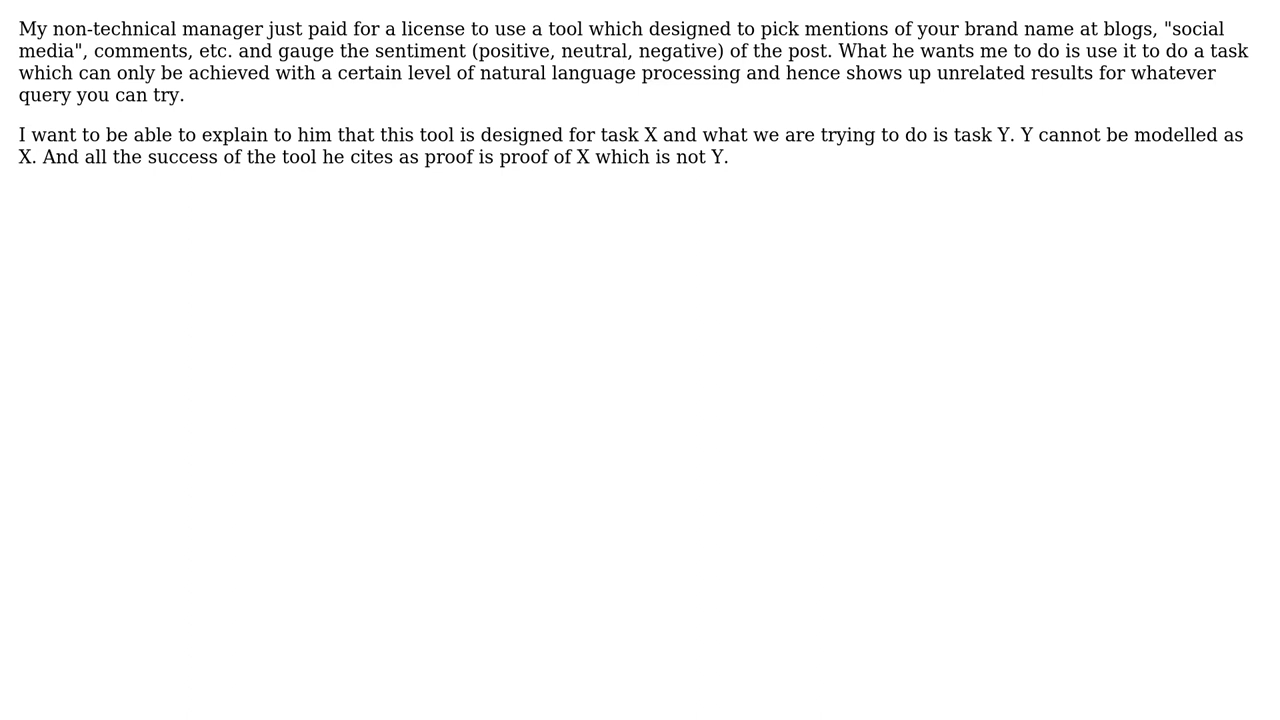 My non-technical manager just paid for a license to use a tool which designed to pick mentions of your brand name at blogs, "social
media", comments, etc. and gauge the sentiment (positive, neutral, negative) of the post. What he wants me to do is use it to do a task
which can only be achieved with a certain level of natural language processing and hence shows up unrelated results for whatever
query you can try.
I want to be able to explain to him that this tool is designed for task X and what we are trying to do is task Y. Y cannot be modelled as
X. And all the success of the tool he cites as proof is proof of X which is not Y.